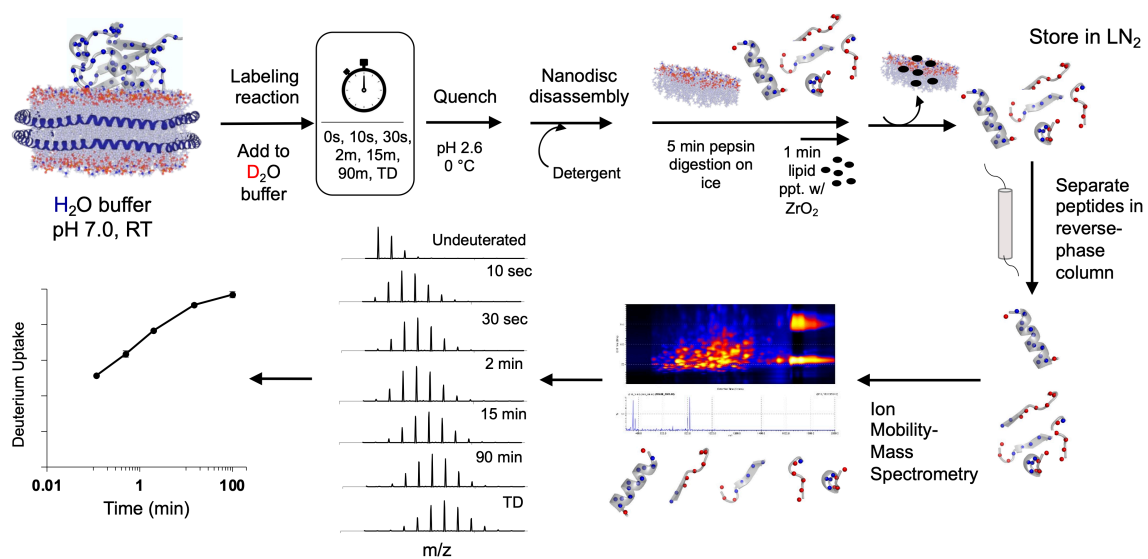 H2O buffer
pH 7.0, RT
Labeling
reaction
Add to
D2O
buffer
0s, 10s, 30s,
2m, 15m,
90m, TD
Quench
pH 2.6
0 °C
Nanodisc
disassembly
Detergent
5 min pepsin
digestion on
ice
1 min
lipid
ppt. w/
ZrO2
Store in LN2
Separate
peptides in
reverse-
phase
column
Ion
Mobility-
Mass
Spectrometry
Undeuterated
10 sec
30 sec
2 min
15 min
90 min
TD
m/z
Deuterium Uptake
0.01
1
100
Time (min)